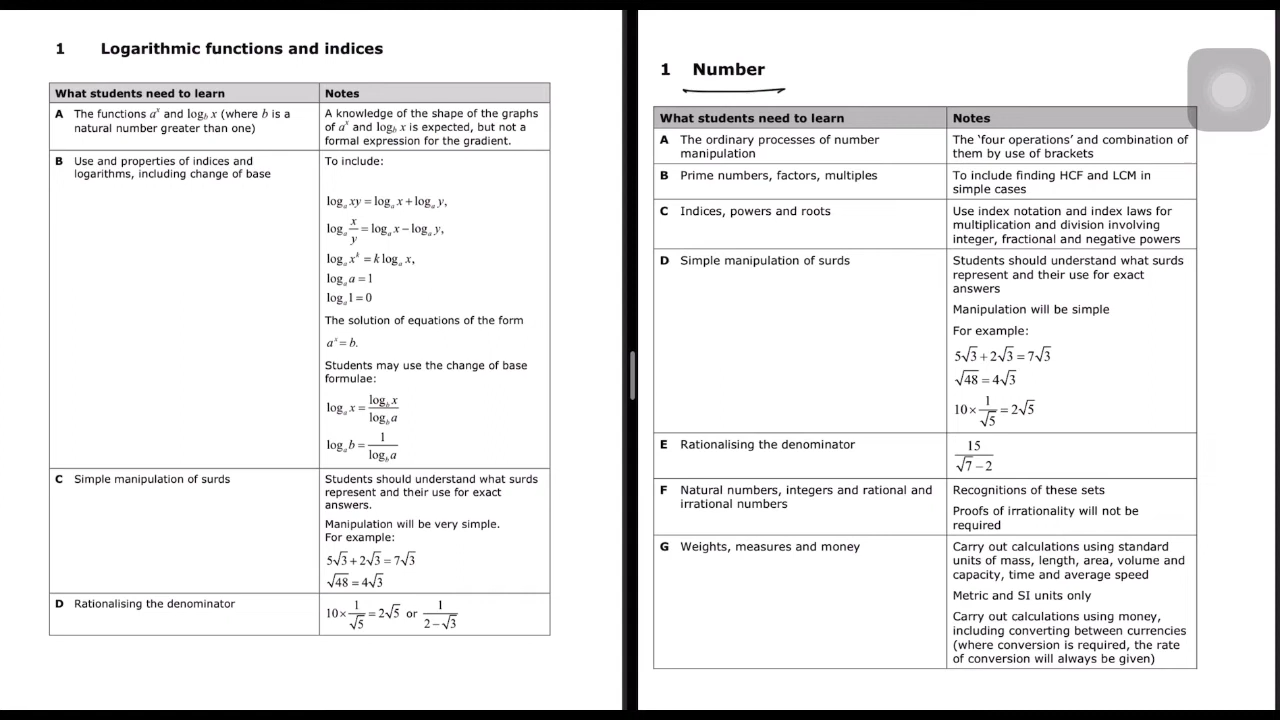 1 Logarithmic functions and indices
What students need to learn Notes
A The functions aˣ and log_b x (where b is a
natural number greater than one)
A knowledge of the shape of the graphs
of aˣ and log_b x is expected, but not a
formal expression for the gradient.
B Use and properties of indices and
logarithms, including change of base
To include:
log_a xy = log_a x + log_a y,
log_a x/y = log_a x − log_a y,
log_a xᵏ = k log_a x,
log_a a = 1
log_a 1 = 0
The solution of equations of the form
aˣ = b.
Students may use the change of base
formulae:
log_a x = log_b x / log_b a
log_a b = 1 / log_b a
C Simple manipulation of surds
Students should understand what surds
represent and their use for exact
answers.
Manipulation will be very simple.
For example:
5√3 + 2√3 = 7√3
√48 = 4√3
D Rationalising the denominator
10 × 1/√5 = 2√5 or 1/(2 − √3)
1 Number
What students need to learn Notes
A The ordinary processes of number
manipulation
The ‘four operations’ and combination of
them by use of brackets
B Prime numbers, factors, multiples
To include finding HCF and LCM in
simple cases
C Indices, powers and roots
Use index notation and index laws for
multiplication and division involving
integer, fractional and negative powers
D Simple manipulation of surds
Students should understand what surds
represent and their use for exact
answers
Manipulation will be simple
For example:
5√3 + 2√3 = 7√3
√48 = 4√3
10 × 1/√5 = 2√5
E Rationalising the denominator
15/(√7 − 2)
F Natural numbers, integers and rational and
irrational numbers
Recognitions of these sets
Proofs of irrationality will not be
required
G Weights, measures and money
Carry out calculations using standard
units of mass, length, area, volume and
capacity, time and average speed
Metric and SI units only
Carry out calculations using money,
including converting between currencies
(where conversion is required, the rate
of conversion will always be given)